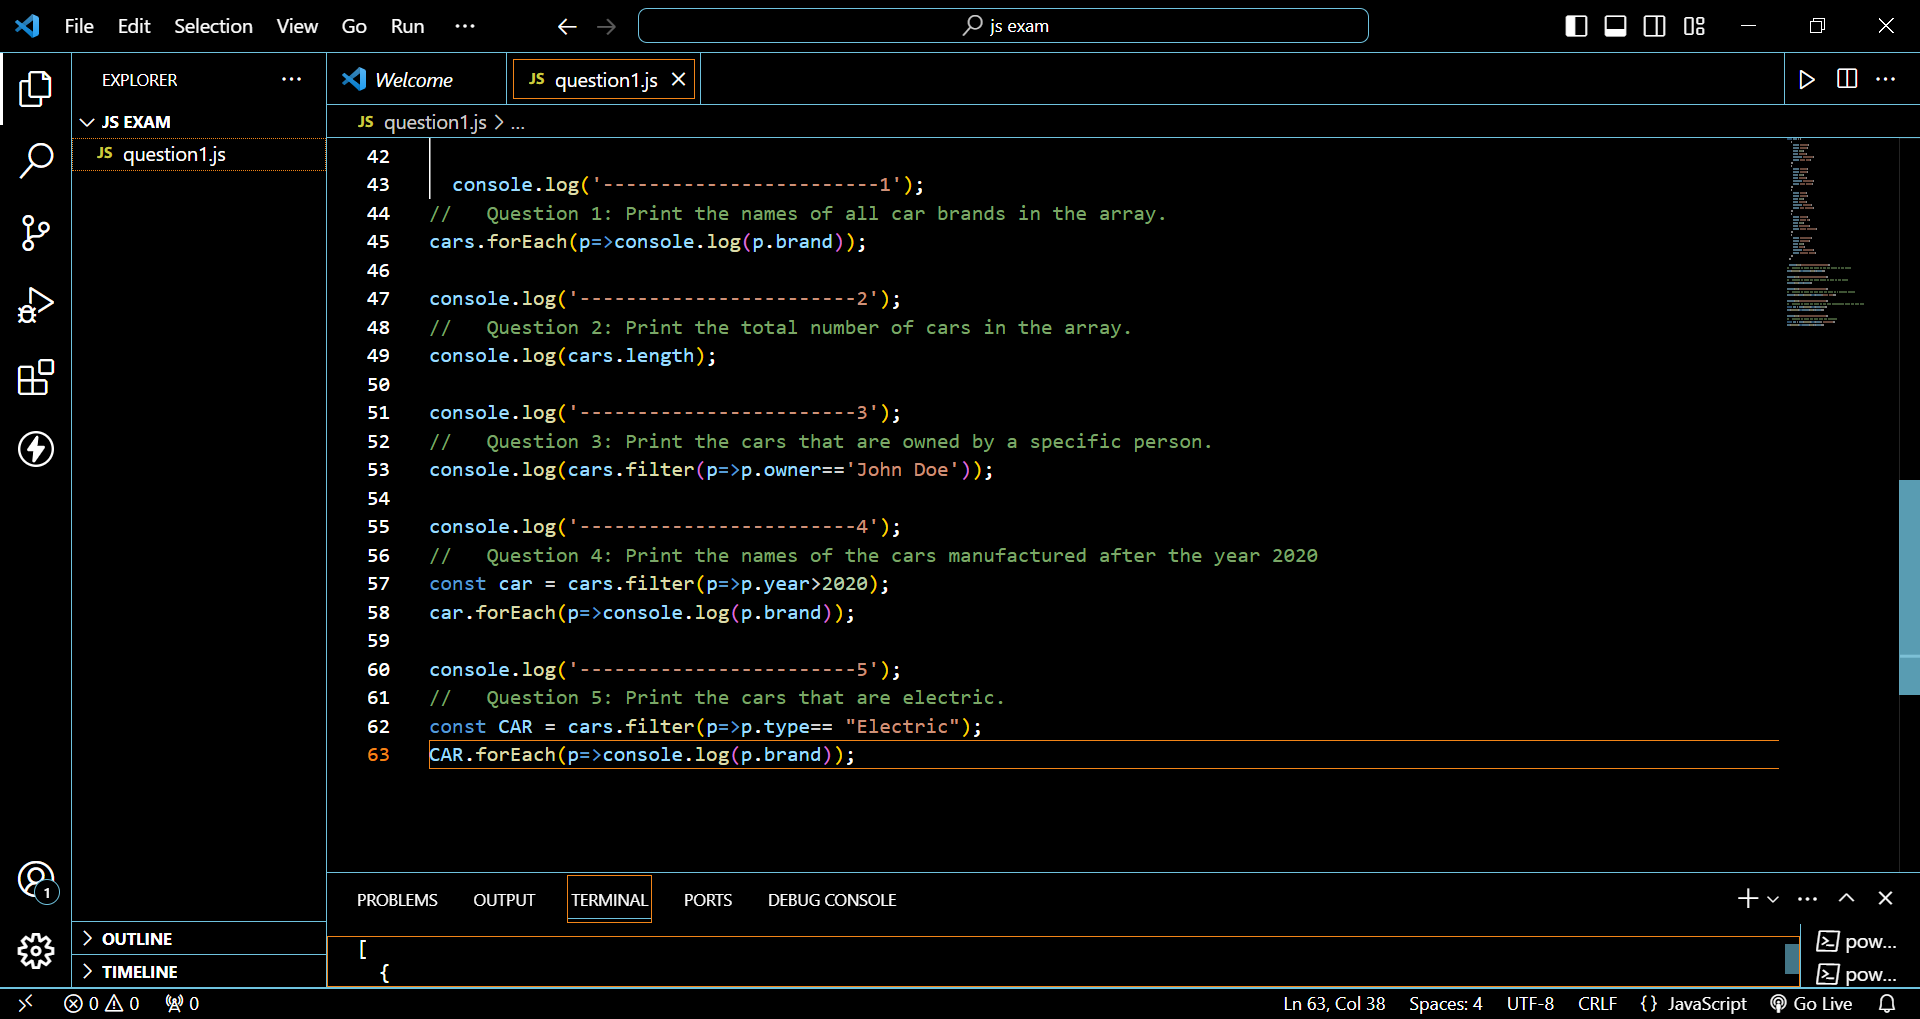 File Edit Selection View Go Run ··· js exam
EXPLORER ···
JS EXAM
JS question1.js
Welcome
JS question1.js
JS question1.js > ...
42
43 console.log('------------------------1');
44 //   Question 1: Print the names of all car brands in the array.
45 cars.forEach(p=>console.log(p.brand));
46
47 console.log('------------------------2');
48 //   Question 2: Print the total number of cars in the array.
49 console.log(cars.length);
50
51 console.log('------------------------3');
52 //   Question 3: Print the cars that are owned by a specific person.
53 console.log(cars.filter(p=>p.owner=='John Doe'));
54
55 console.log('------------------------4');
56 //   Question 4: Print the names of the cars manufactured after the year 2020
57 const car = cars.filter(p=>p.year>2020);
58 car.forEach(p=>console.log(p.brand));
59
60 console.log('------------------------5');
61 //   Question 5: Print the cars that are electric.
62 const CAR = cars.filter(p=>p.type== "Electric");
63 CAR.forEach(p=>console.log(p.brand));
PROBLEMS OUTPUT TERMINAL PORTS DEBUG CONSOLE
[
{
pow...
pow...
1
OUTLINE
TIMELINE
0 0 0 Ln 63, Col 38 Spaces: 4 UTF-8 CRLF {} JavaScript Go Live